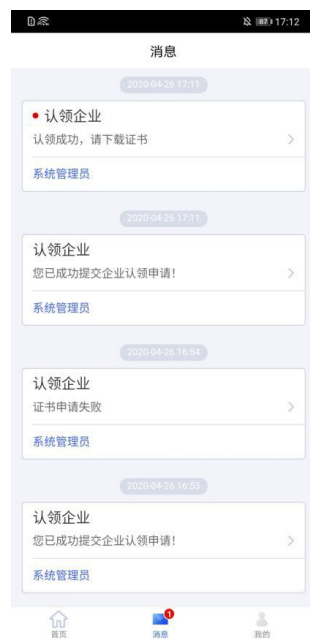 87 17:12
消息
2020-04-26 17:11
认领企业
认领成功，请下载证书
系统管理员
2020-04-26 17:11
认领企业
您已成功提交企业认领申请！
系统管理员
2020-04-26 16:54
认领企业
证书申请失败
系统管理员
2020-04-26 16:53
认领企业
您已成功提交企业认领申请！
系统管理员
1
首页 消息 我的